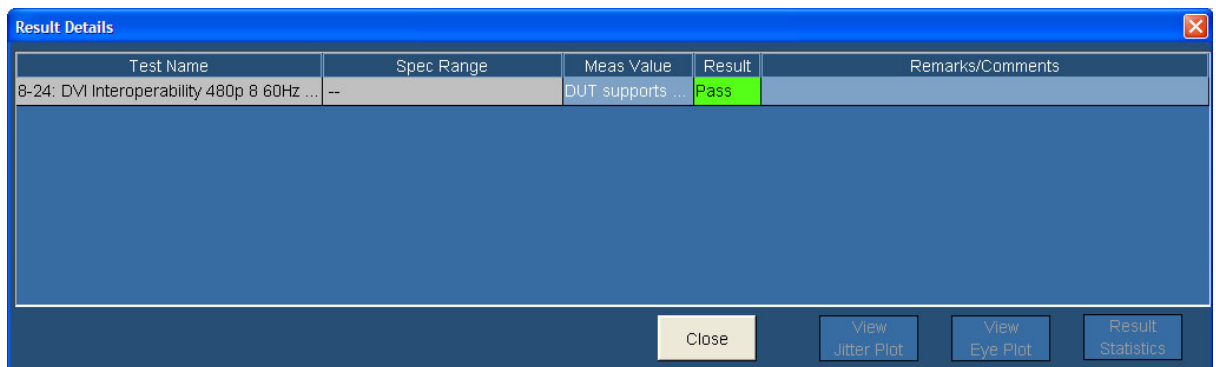 Result Details
Test Name Spec Range Meas Value Result Remarks/Comments
8-24: DVI Interoperability 480p 8 60Hz ... -- DUT supports ... Pass
Close View Jitter Plot View Eye Plot Result Statistics